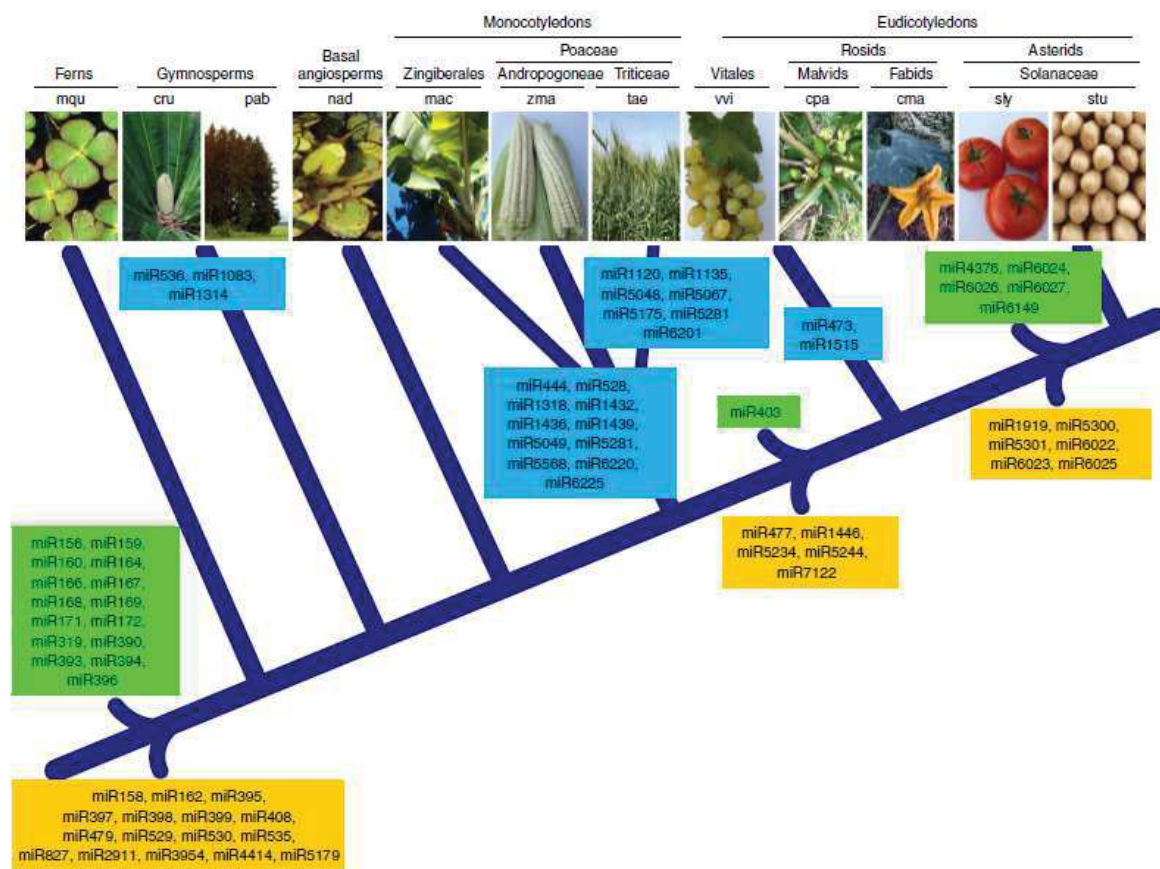 Monocotyledons
Eudicotyledons
Poaceae
Rosids
Asterids
Ferns
Gymnosperms
Basal
angiosperms
Zingiberales
Andropogoneae
Triticeae
Vitales
Malvids
Fabids
Solanaceae
mqu
cru
pab
nad
mac
zma
tae
vvi
cpa
cma
sly
stu
miR536, miR1083,
miR1314
miR1120, miR1135,
miR5048, miR5067,
miR5175, miR5281
miR6201
miR4376, miR6024,
miR6026, miR6027,
miR6149
miR473,
miR1515
miR444, miR528,
miR1318, miR1432,
miR1436, miR1439,
miR5049, miR5281,
miR5568, miR6220,
miR6225
miR403
miR1919, miR5300,
miR5301, miR6022,
miR6023, miR6025
miR477, miR1446,
miR5234, miR5244,
miR7122
miR156, miR159,
miR160, miR164,
miR166, miR167,
miR168, miR169,
miR171, miR172,
miR319, miR390,
miR393, miR394,
miR396
miR158, miR162, miR395,
miR397, miR398, miR399, miR408,
miR479, miR529, miR530, miR535,
miR827, miR2911, miR3954, miR4414, miR5179